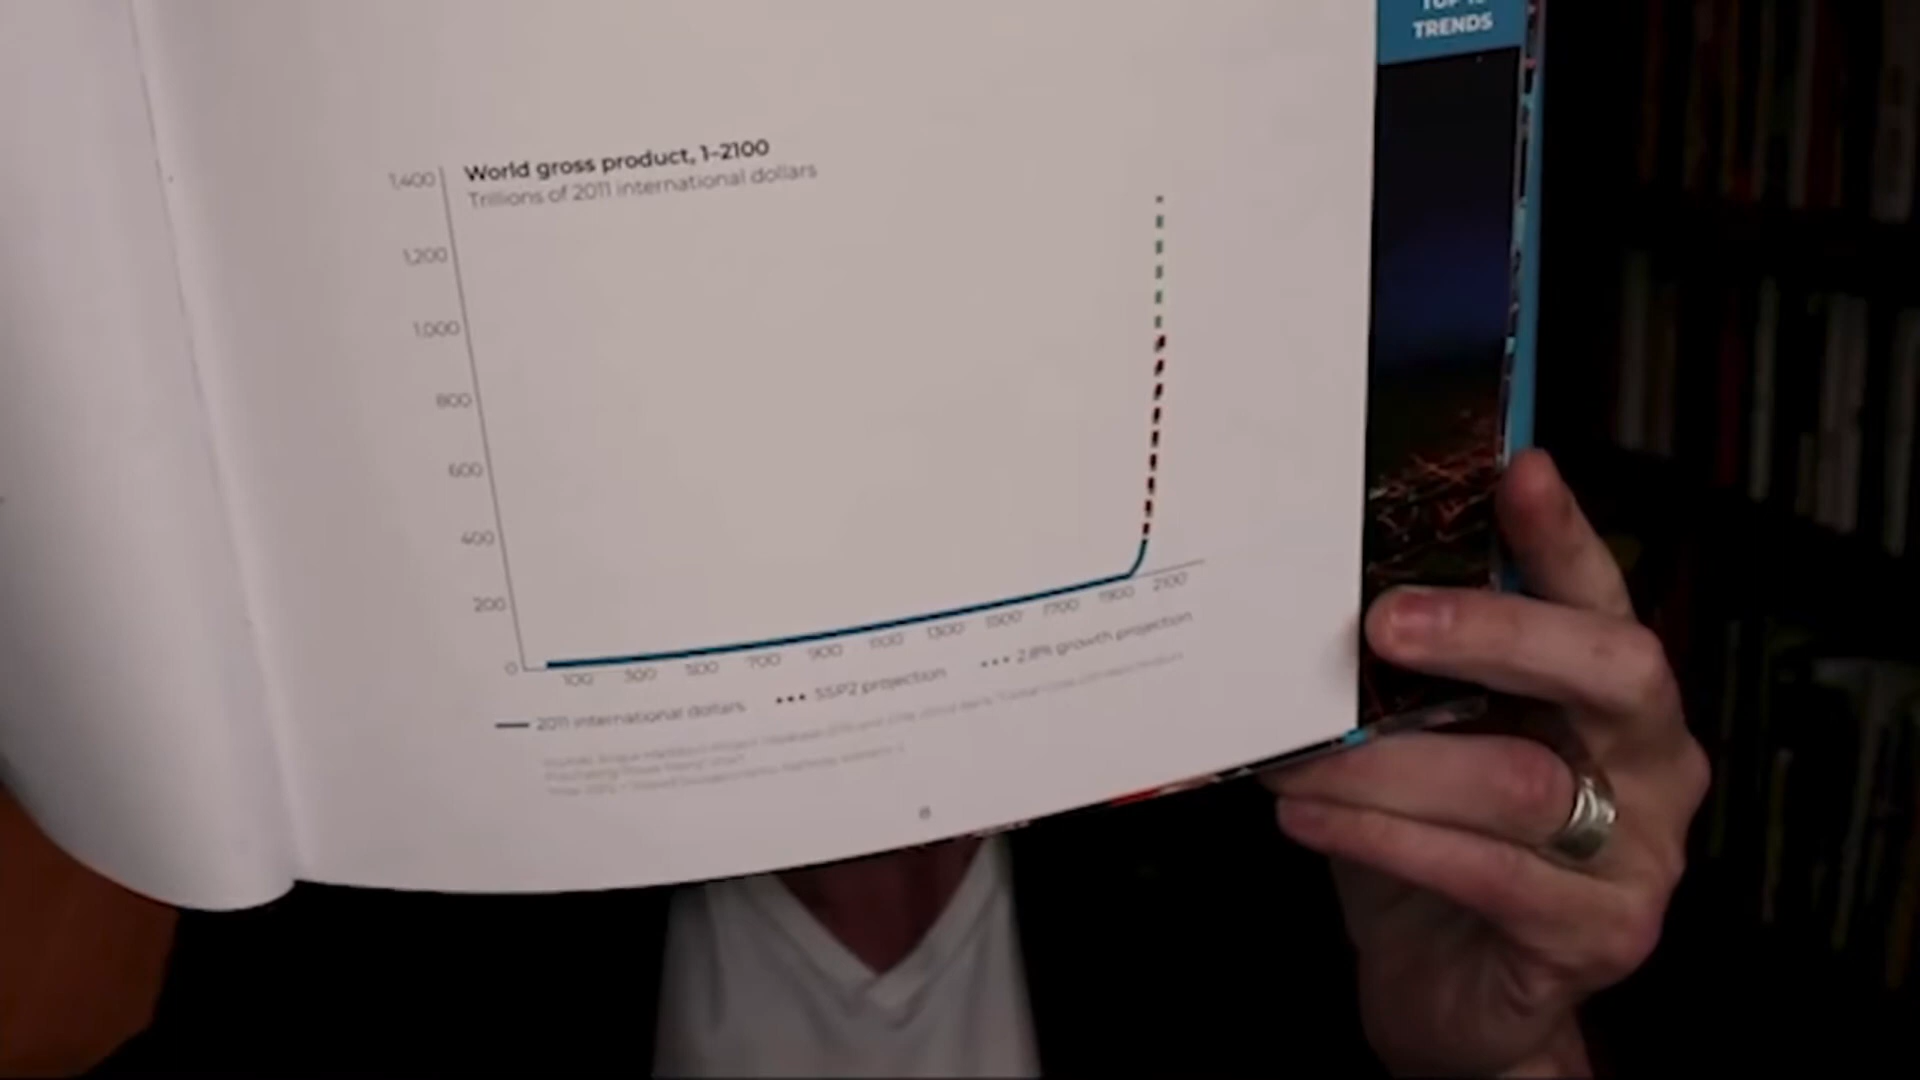 TOP 10
TRENDS
World gross product, 1–2100
Trillions of 2011 international dollars
1,400
1,200
1,000
800
600
400
200
0
100 300 500 700 900 1100 1300 1500 1700 1900 2100
2011 international dollars SSP2 projection 2.8% growth projection
8